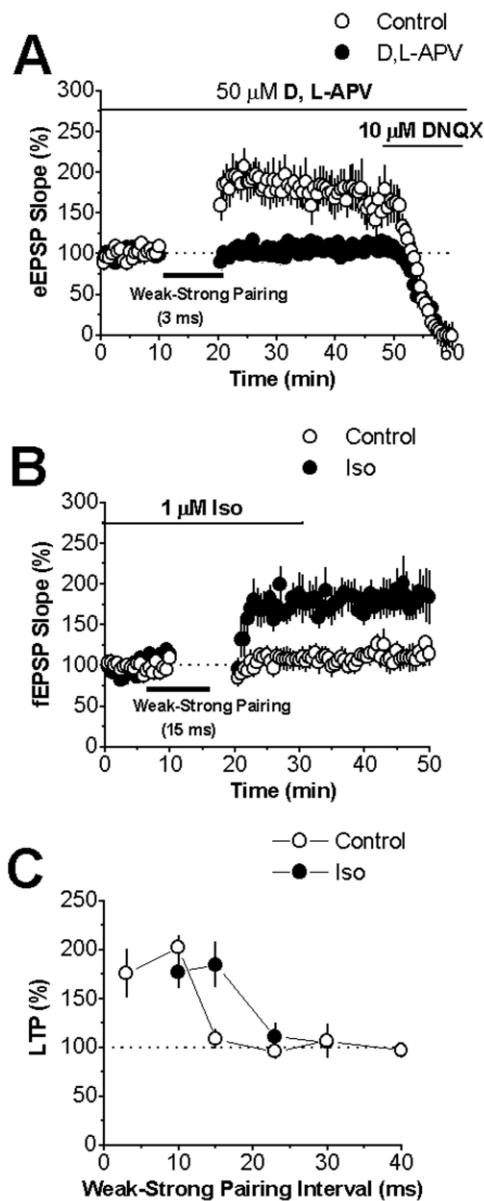 A
Control
D,L-APV
50 μM D, L-APV
10 μM DNQX
300
250
200
150
100
50
0
eEPSP Slope (%)
Weak-Strong Pairing
(3 ms)
0 10 20 30 40 50 60
Time (min)
B
Control
Iso
1 μM Iso
300
250
200
150
100
50
0
fEPSP Slope (%)
Weak-Strong Pairing
(15 ms)
0 10 20 30 40 50
Time (min)
C
Control
Iso
250
200
150
100
50
0
LTP (%)
0 10 20 30 40
Weak-Strong Pairing Interval (ms)